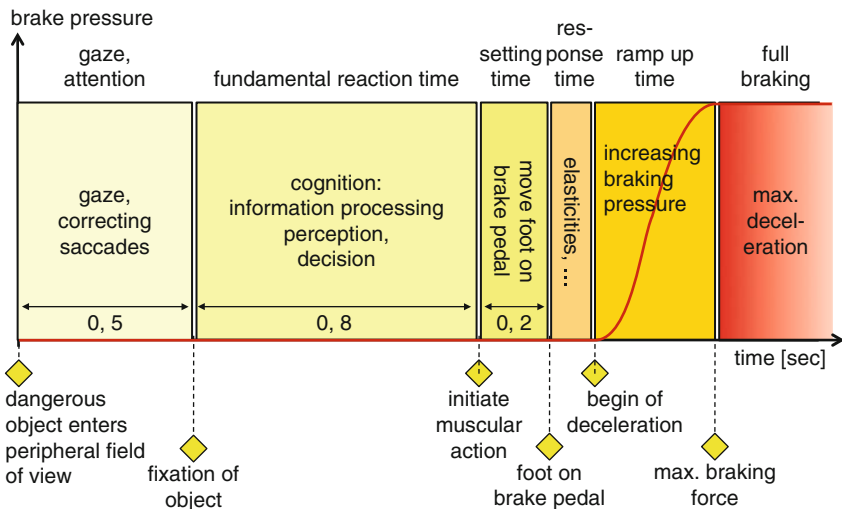 brake pressure
gaze,
attention
fundamental reaction time
setting
time
res-
ponse
time
ramp up
time
full
braking
gaze,
correcting
saccades
cognition:
information processing
perception,
decision
move foot on
brake pedal
elasticities, ...
increasing
braking
pressure
max.
decel-
eration
0, 5
0, 8
0, 2
time [sec]
dangerous
object enters
peripheral field
of view
fixation of
object
initiate
muscular
action
foot on
brake pedal
begin of
deceleration
max. braking
force